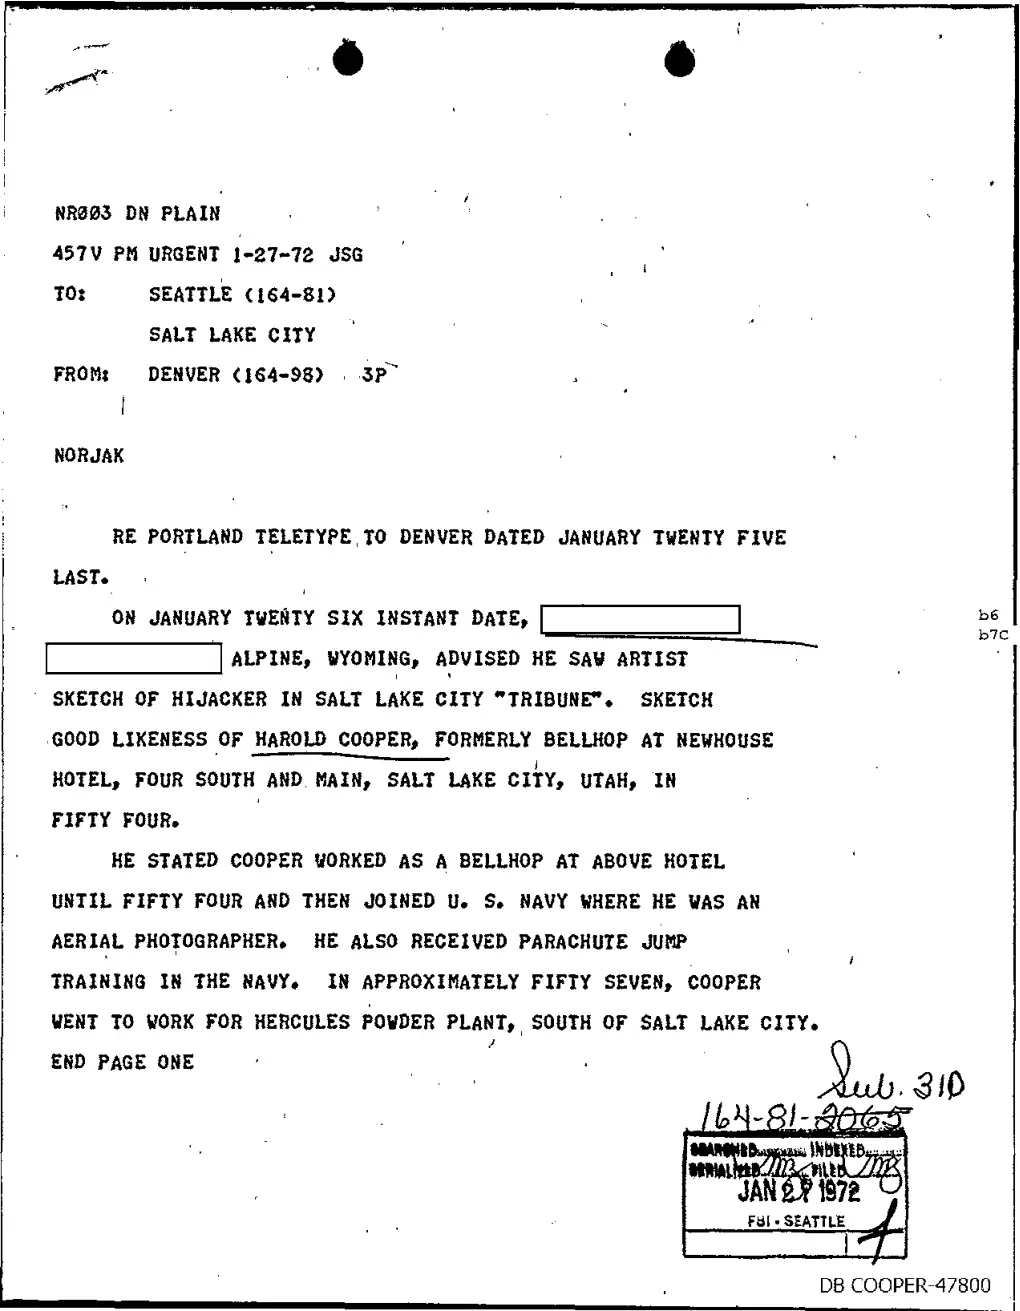 NR003 DN PLAIN
457V PM URGENT 1-27-72 JSG
TO: SEATTLE (164-81)
SALT LAKE CITY
FROM: DENVER (164-98) 3P
NORJAK
RE PORTLAND TELETYPE TO DENVER DATED JANUARY TWENTY FIVE
LAST.
ON JANUARY TWENTY SIX INSTANT DATE,
b6
b7C
ALPINE, WYOMING, ADVISED HE SAW ARTIST
SKETCH OF HIJACKER IN SALT LAKE CITY "TRIBUNE". SKETCH
GOOD LIKENESS OF HAROLD COOPER, FORMERLY BELLHOP AT NEWHOUSE
HOTEL, FOUR SOUTH AND MAIN, SALT LAKE CITY, UTAH, IN
FIFTY FOUR.
HE STATED COOPER WORKED AS A BELLHOP AT ABOVE HOTEL
UNTIL FIFTY FOUR AND THEN JOINED U. S. NAVY WHERE HE WAS AN
AERIAL PHOTOGRAPHER. HE ALSO RECEIVED PARACHUTE JUMP
TRAINING IN THE NAVY. IN APPROXIMATELY FIFTY SEVEN, COOPER
WENT TO WORK FOR HERCULES POWDER PLANT, SOUTH OF SALT LAKE CITY.
END PAGE ONE
Sub. 310
164-81-2065
SEARCHED INDEXED
SERIALIZED FILED
JAN 1972
FBI - SEATTLE
DB COOPER-47800